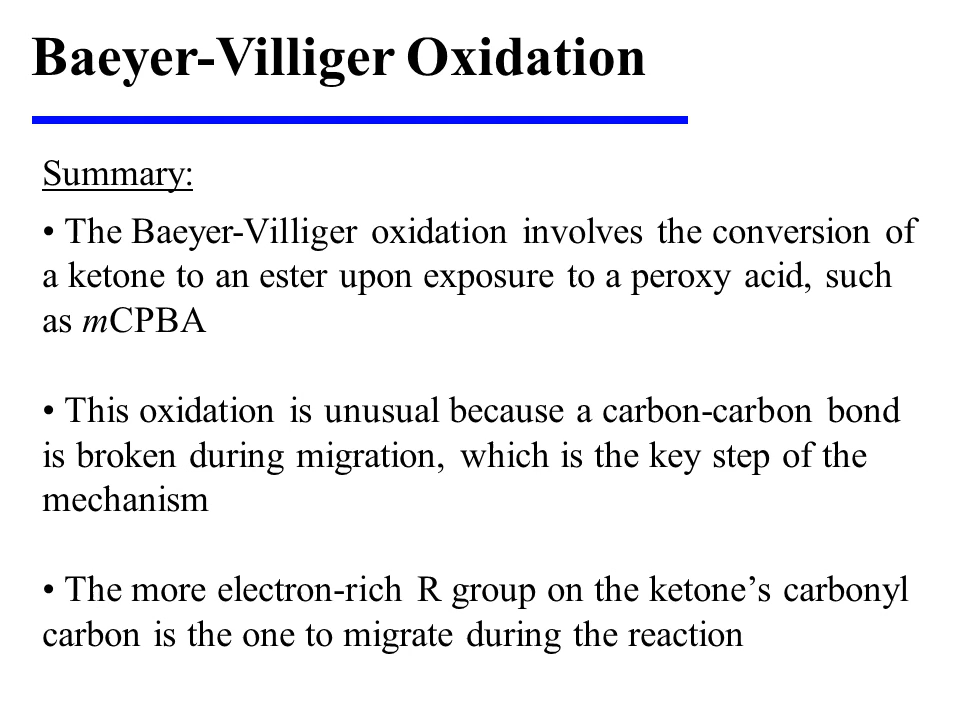 Baeyer-Villiger Oxidation
Summary:
• The Baeyer-Villiger oxidation involves the conversion of
a ketone to an ester upon exposure to a peroxy acid, such
as mCPBA
• This oxidation is unusual because a carbon-carbon bond
is broken during migration, which is the key step of the
mechanism
• The more electron-rich R group on the ketone’s carbonyl
carbon is the one to migrate during the reaction